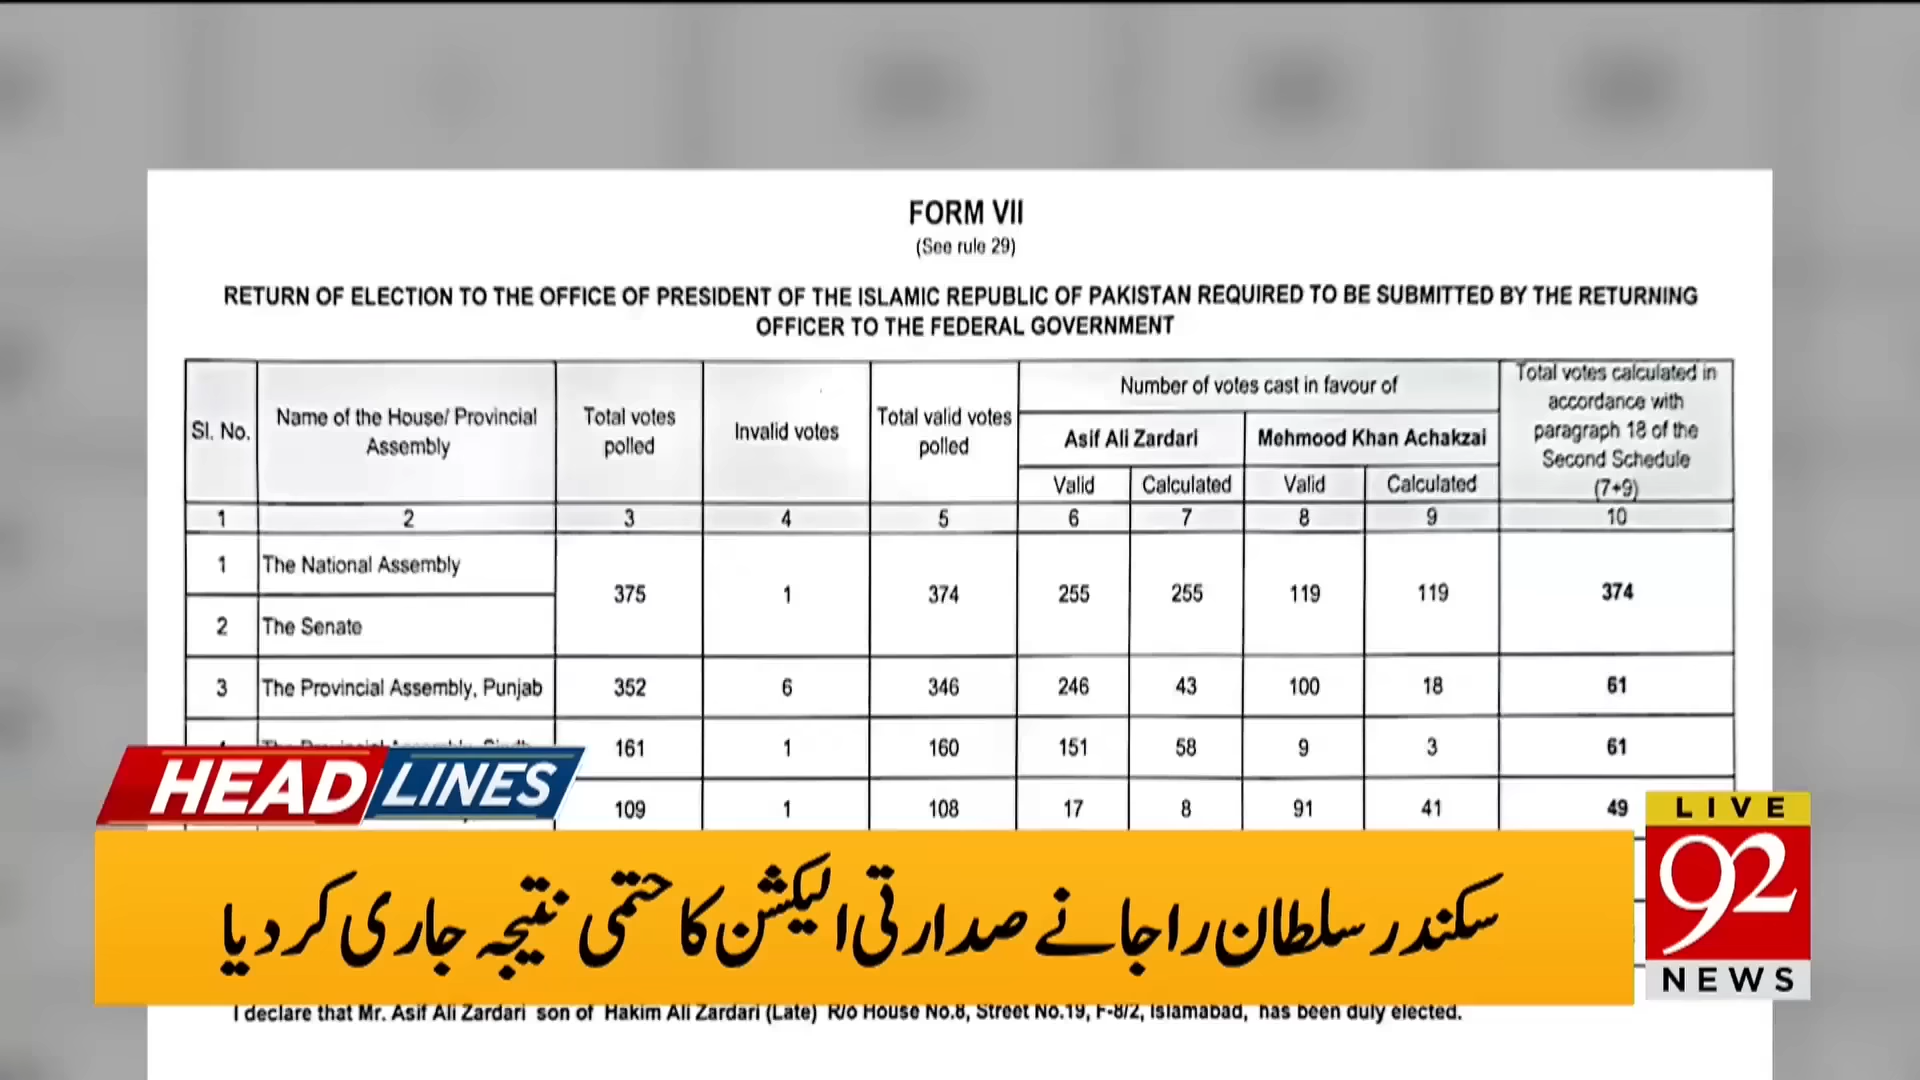 FORM VII
(See rule 29)
RETURN OF ELECTION TO THE OFFICE OF PRESIDENT OF THE ISLAMIC REPUBLIC OF PAKISTAN REQUIRED TO BE SUBMITTED BY THE RETURNING
OFFICER TO THE FEDERAL GOVERNMENT
Sl. No.
Name of the House/ Provincial
Assembly
Total votes
polled
Invalid votes
Total valid votes
polled
Number of votes cast in favour of
Asif Ali Zardari
Mehmood Khan Achakzai
Valid Calculated Valid Calculated
Total votes calculated in
accordance with
paragraph 18 of the
Second Schedule
(7+9)
1 2 3 4 5 6 7 8 9 10
1 The National Assembly
375 1 374 255 255 119 119 374
2 The Senate
3 The Provincial Assembly, Punjab 352 6 346 246 43 100 18 61
The Provincial Assembly, Sindh 161 1 160 151 58 9 3 61
109 1 108 17 8 91 41 49
HEADLINES
سکندر سلطان راجا نے صدارتی الیکشن کا حتمی نتیجہ جاری کر دیا
LIVE
92
NEWS
I declare that Mr. Asif Ali Zardari son of Hakim Ali Zardari (Late) R/o House No.8, Street No.19, F-8/2, Islamabad, has been duly elected.